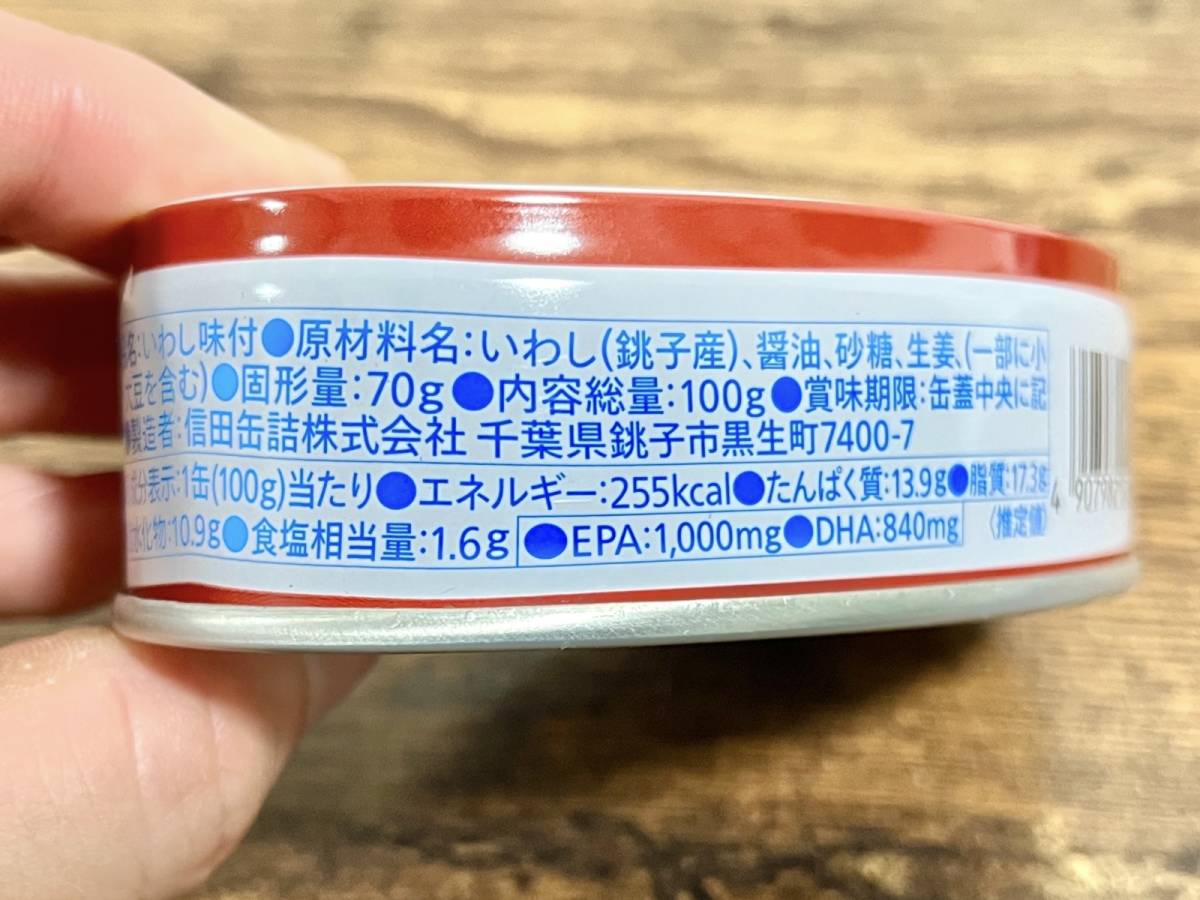 名:いわし味付●原材料名:いわし(銚子産)、醤油、砂糖、生姜、(一部に小
大豆を含む)●固形量:70g●内容総量:100g●賞味期限:缶蓋中央に記
●製造者:信田缶詰株式会社 千葉県銚子市黒生町7400-7
成分表示:1缶(100g)当たり●エネルギー:255kcal●たんぱく質:13.9g●脂質:17.3g
水化物:10.9g●食塩相当量:1.6g ●EPA:1,000mg●DHA:840mg 〈推定値〉